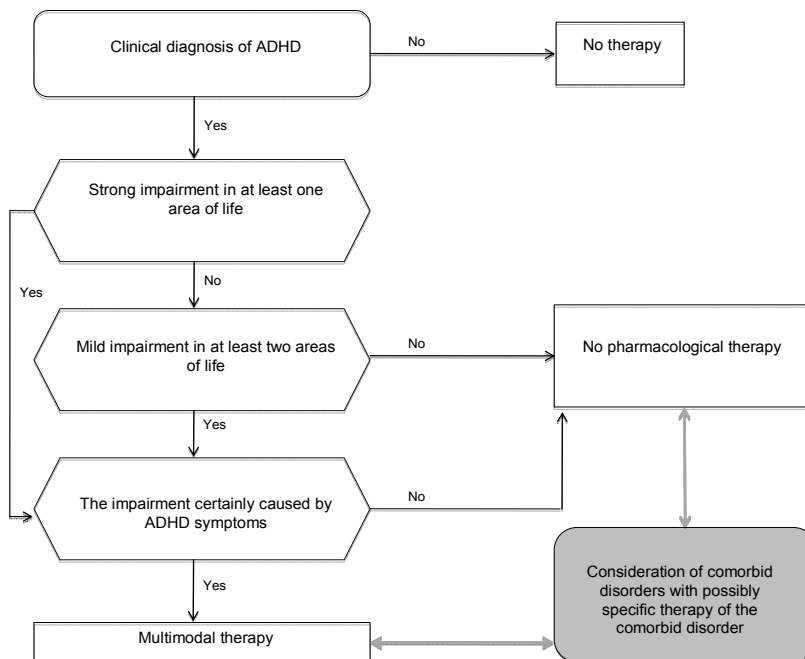 Clinical diagnosis of ADHD
No
No therapy
Yes
Strong impairment in at least one
area of life
No
Yes
Mild impairment in at least two areas
of life
No
No pharmacological therapy
Yes
The impairment certainly caused by
ADHD symptoms
No
Yes
Consideration of comorbid
disorders with possibly
specific therapy of the
comorbid disorder
Multimodal therapy